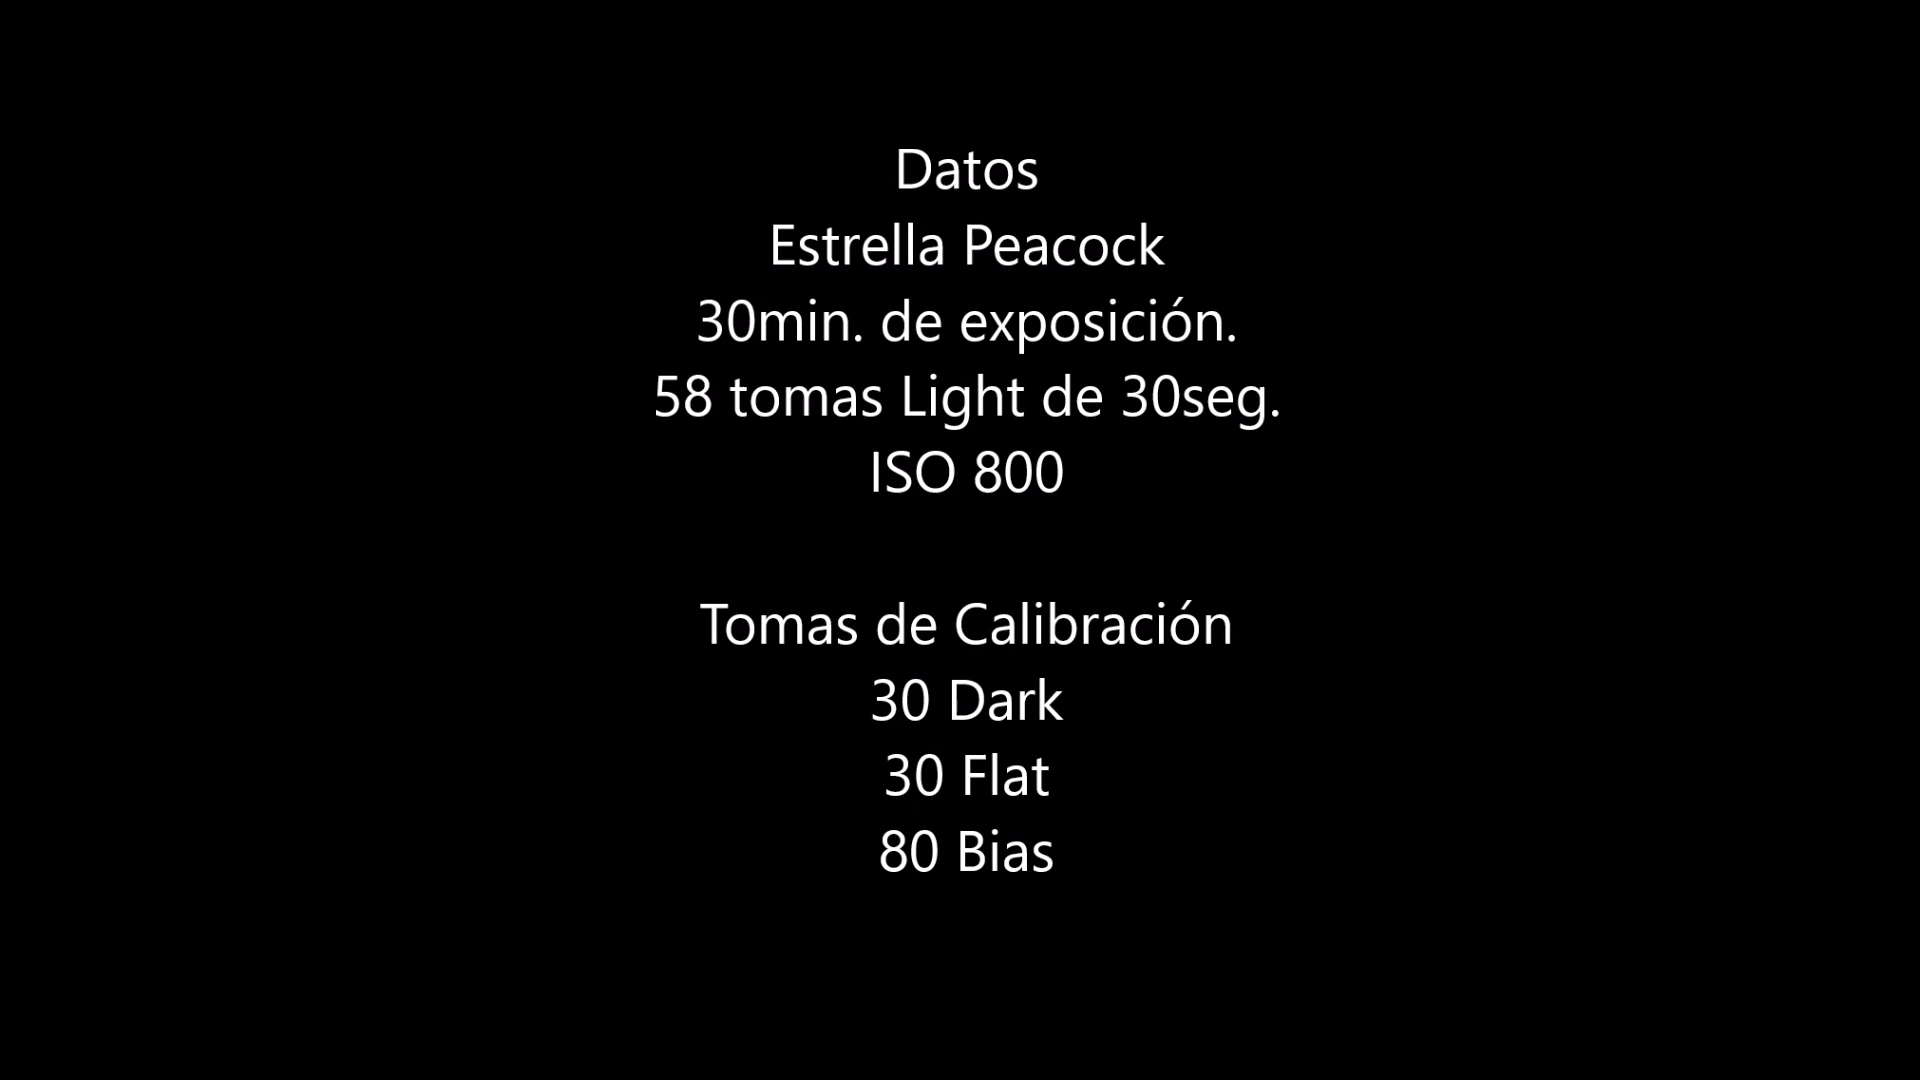 Datos
Estrella Peacock
30min. de exposición.
58 tomas Light de 30seg.
ISO 800
Tomas de Calibración
30 Dark
30 Flat
80 Bias